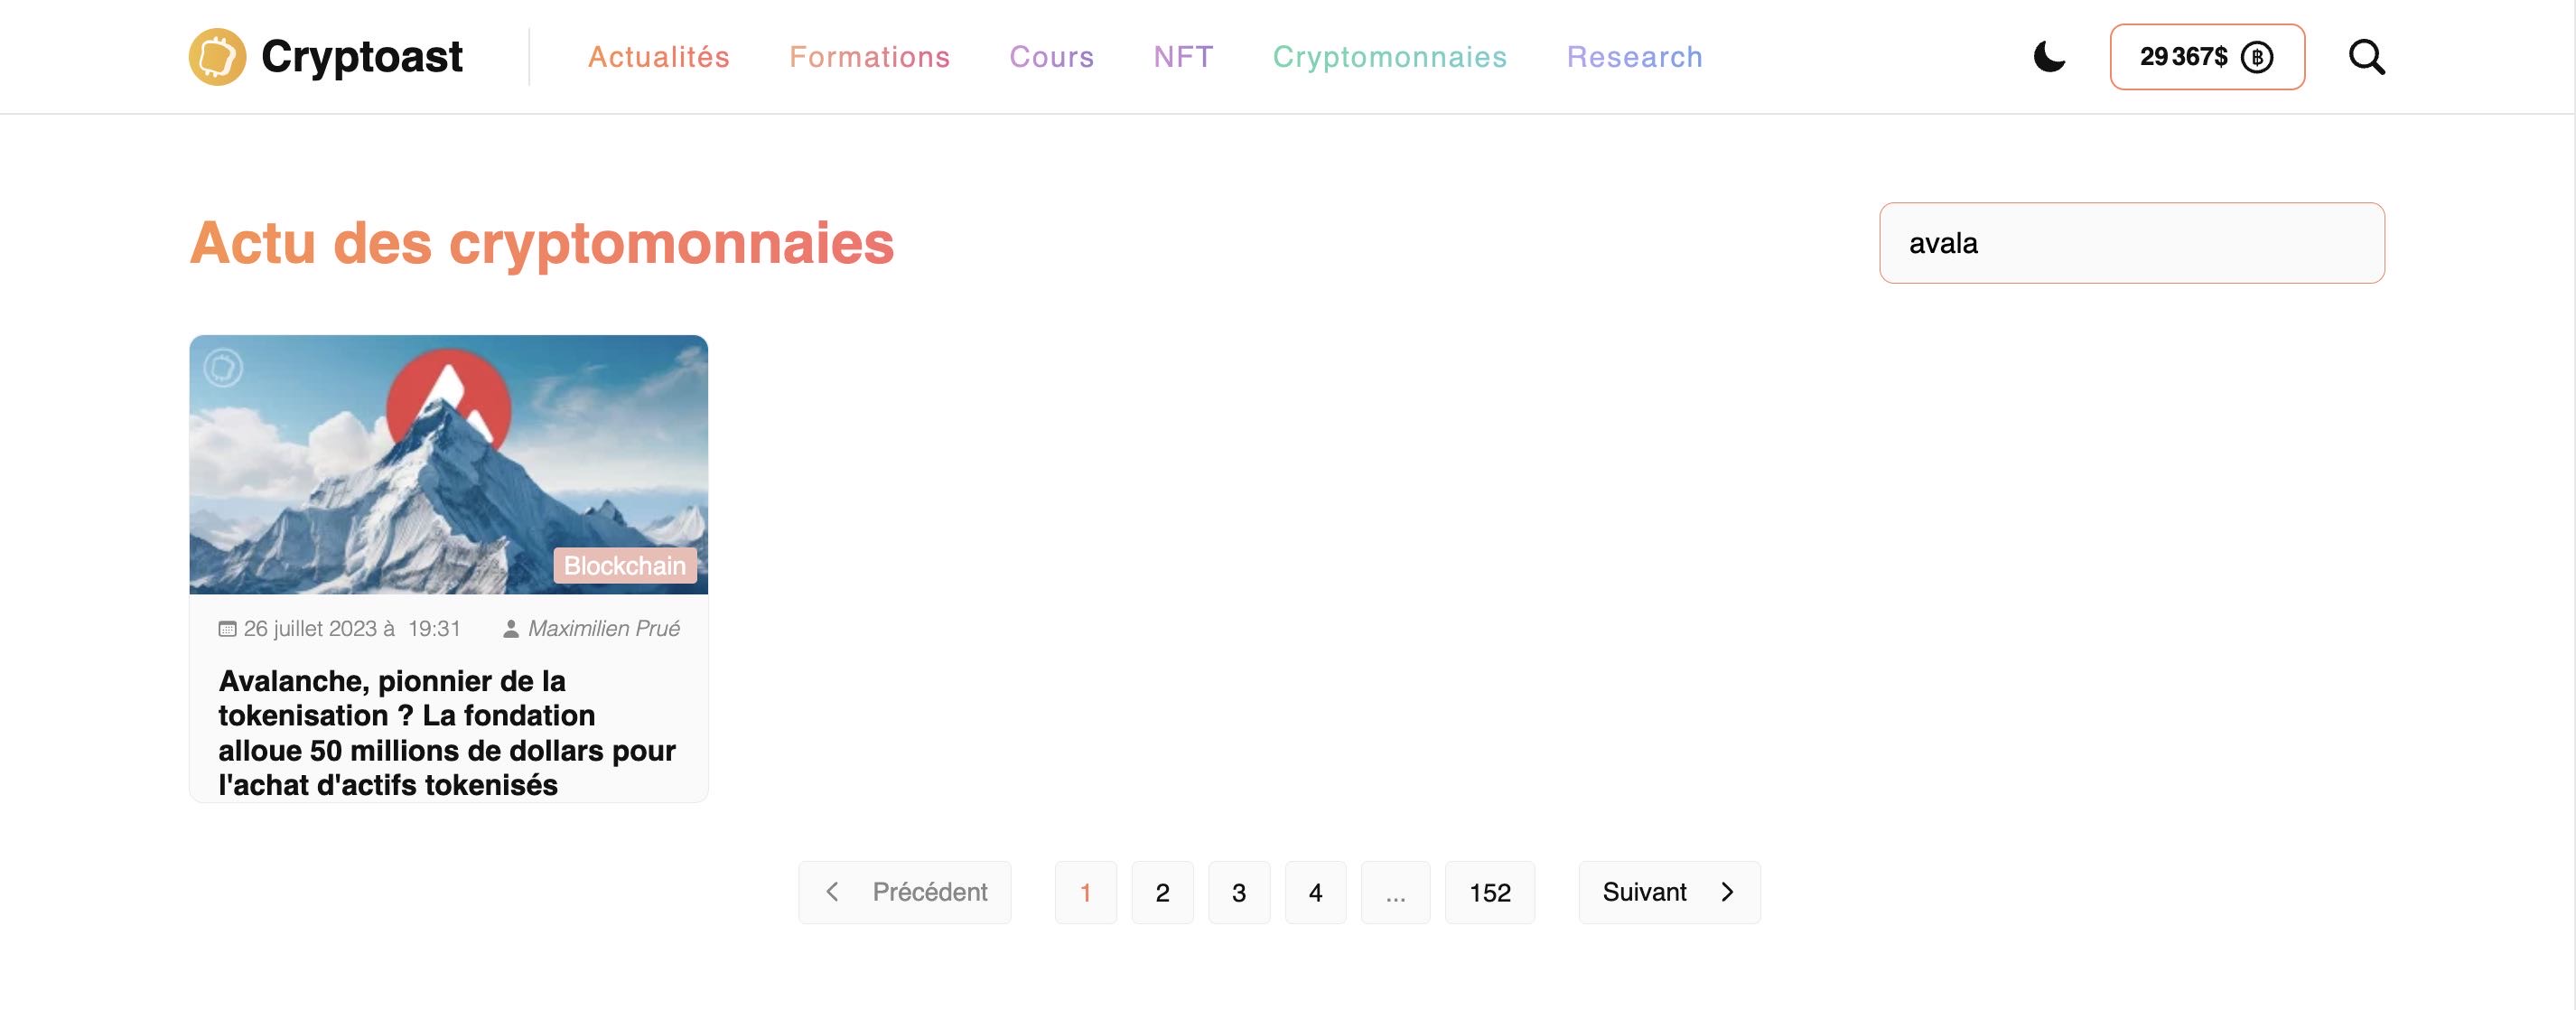 Cryptoast
Actualités
Formations
Cours
NFT
Cryptomonnaies
Research
29 367$
Actu des cryptomonnaies
avala
Blockchain
26 juillet 2023 à 19:31
Maximilien Prué
Avalanche, pionnier de la
tokenisation ? La fondation
alloue 50 millions de dollars pour
l'achat d'actifs tokenisés
Précédent
1
2
3
4
...
152
Suivant